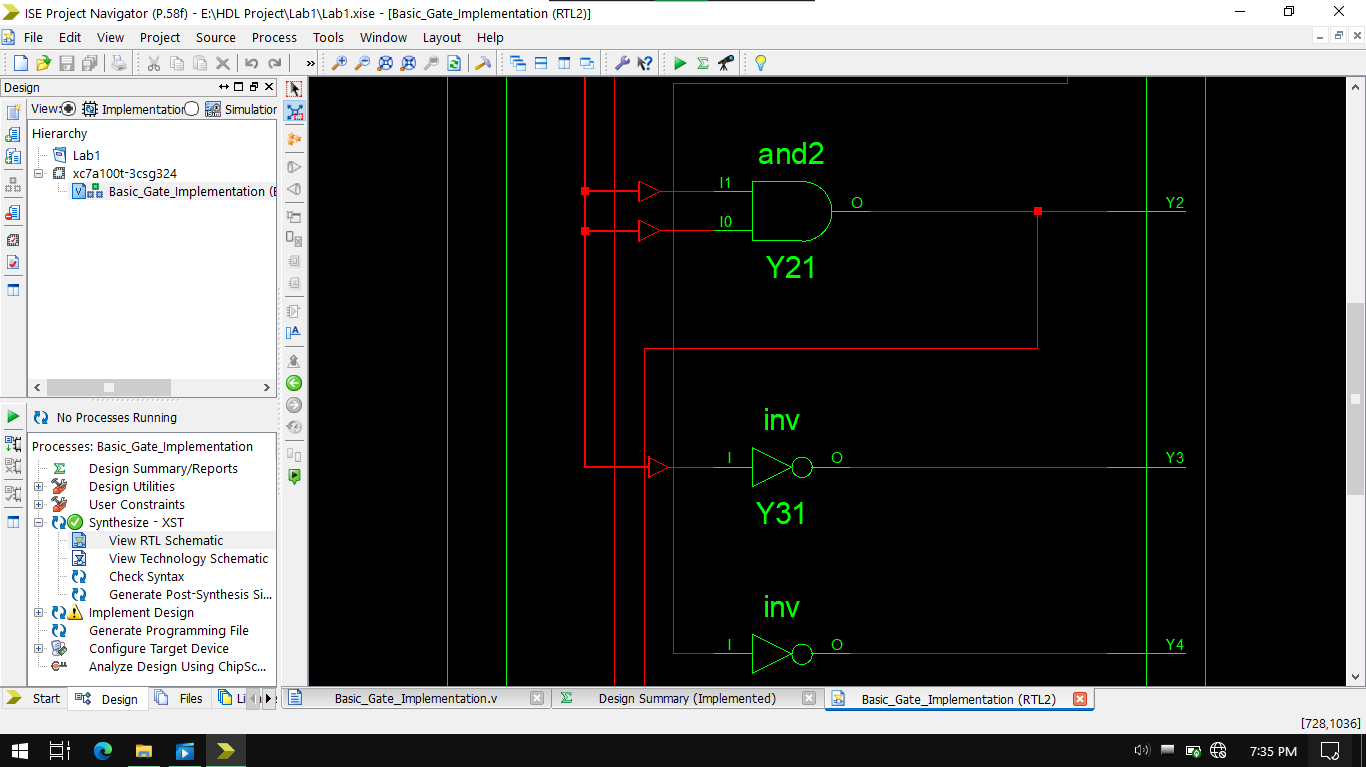 ISE Project Navigator (P.58f) - E:\HDL Project\Lab1\Lab1.xise - [Basic_Gate_Implementation (RTL2)]
File Edit View Project Source Process Tools Window Layout Help
»
Design
View: Implementation Simulation
Hierarchy
Lab1
xc7a100t-3csg324
V Basic_Gate_Implementation (
No Processes Running
Processes: Basic_Gate_Implementation
Design Summary/Reports
Design Utilities
User Constraints
Synthesize - XST
View RTL Schematic
View Technology Schematic
Check Syntax
Generate Post-Synthesis Si...
Implement Design
Generate Programming File
Configure Target Device
Analyze Design Using ChipSc...
Start Design Files Li
and2
I1
O
Y2
I0
Y21
inv
I O Y3
Y31
inv
I O Y4
Basic_Gate_Implementation.v Design Summary (Implemented) Basic_Gate_Implementation (RTL2)
[728,1036]
7:35 PM